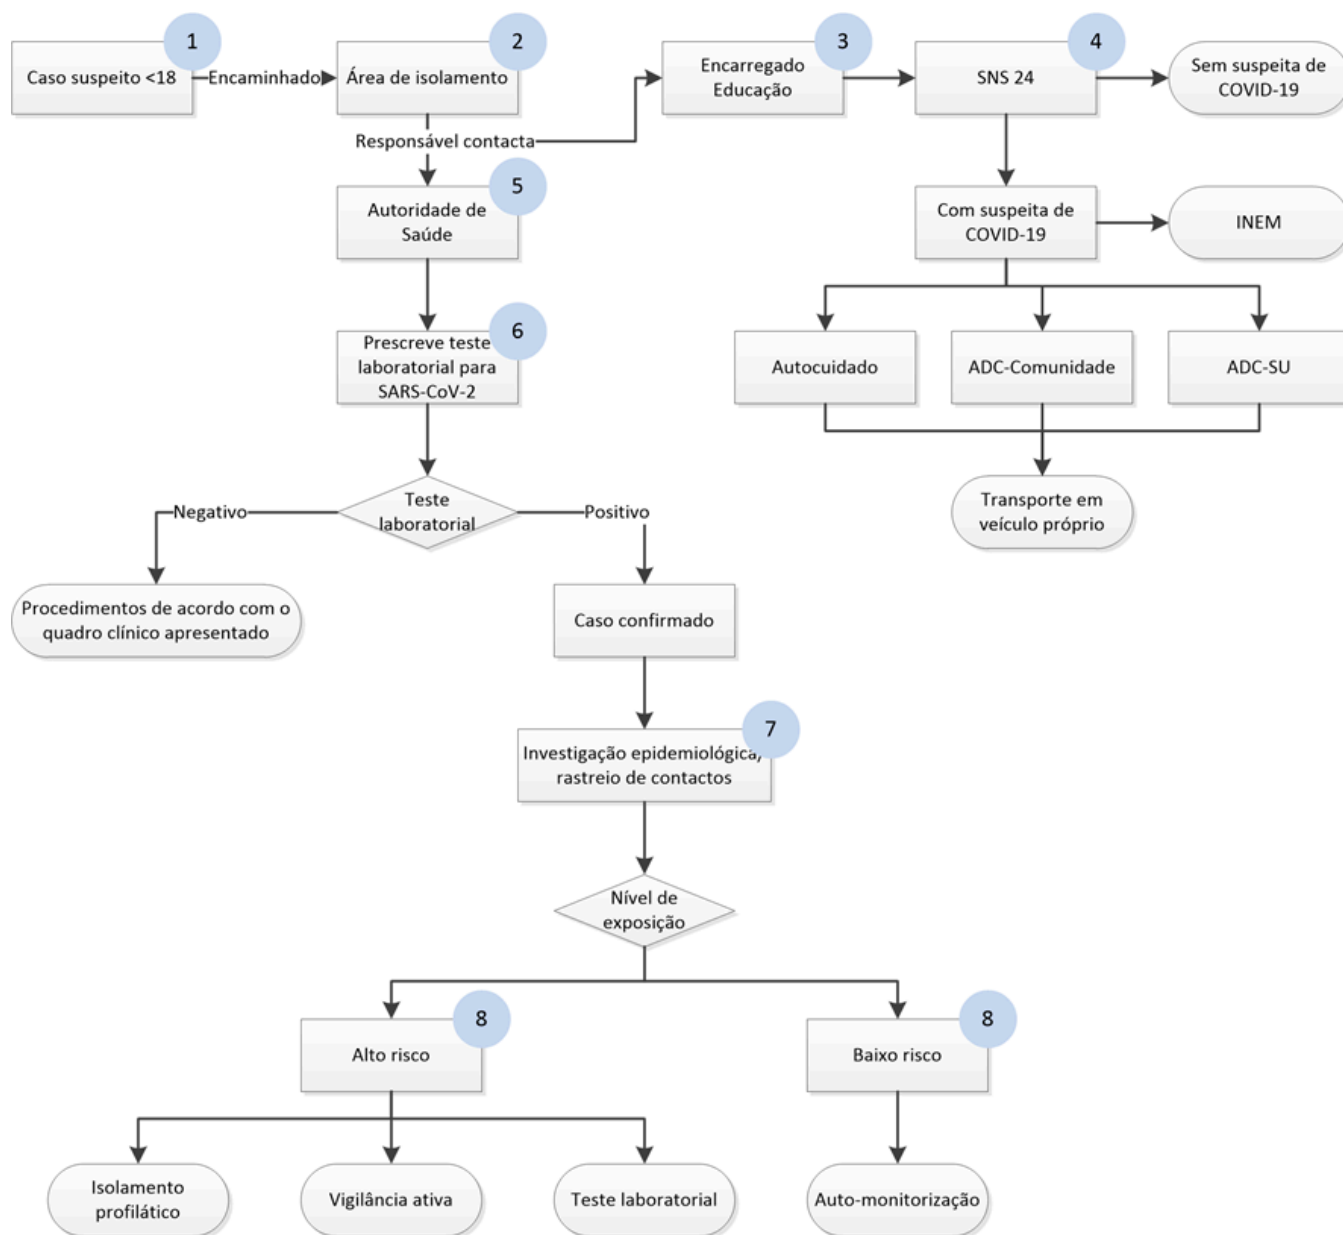 1
Caso suspeito <18
Encaminhado
2
Área de isolamento
3
Encarregado
Educação
4
SNS 24
Sem suspeita de
COVID-19
Responsável contacta
5
Autoridade de
Saúde
Com suspeita de
COVID-19
INEM
6
Prescreve teste
laboratorial para
SARS-CoV-2
Autocuidado
ADC-Comunidade
ADC-SU
Teste
laboratorial
Negativo
Positivo
Transporte em
veículo próprio
Procedimentos de acordo com o
quadro clínico apresentado
Caso confirmado
7
Investigação epidemiológica/
rastreio de contactos
Nível de
exposição
8
Alto risco
8
Baixo risco
Isolamento
profilático
Vigilância ativa
Teste laboratorial
Auto-monitorização